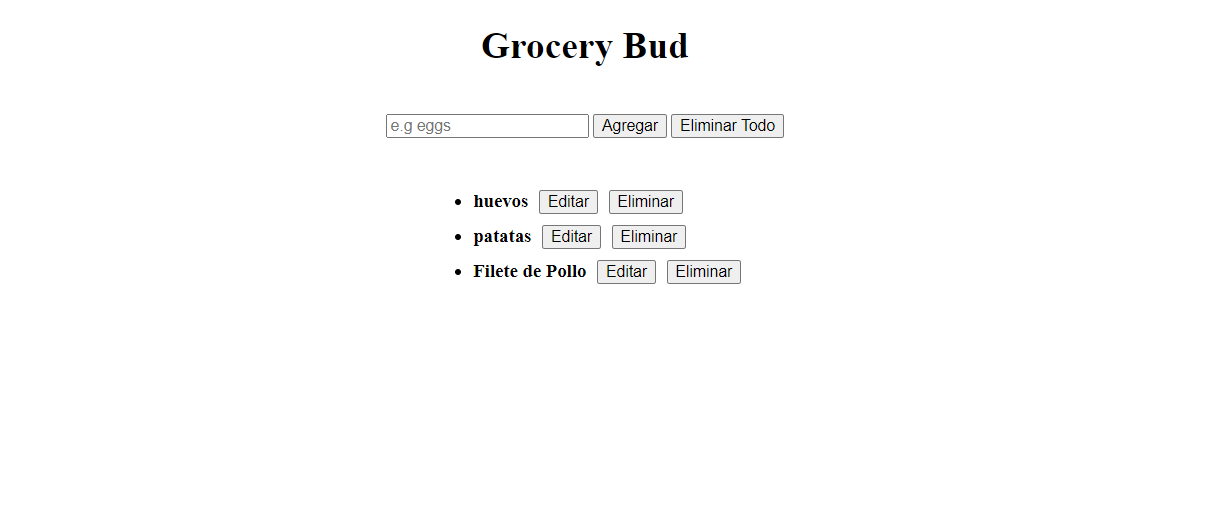 Grocery Bud
e.g eggs Agregar Eliminar Todo
huevos Editar Eliminar
patatas Editar Eliminar
Filete de Pollo Editar Eliminar